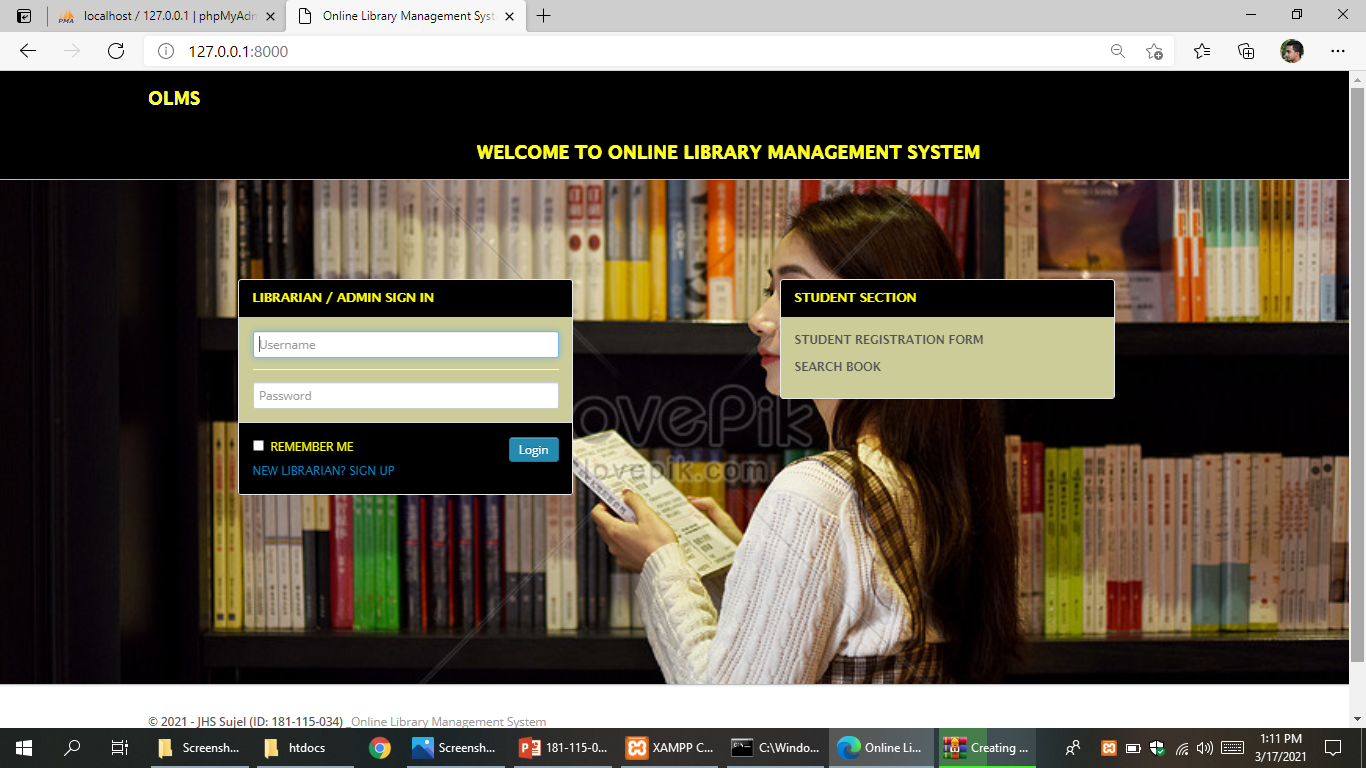 localhost / 127.0.0.1 | phpMyAdm
Online Library Management Syst
127.0.0.1:8000
OLMS
WELCOME TO ONLINE LIBRARY MANAGEMENT SYSTEM
LIBRARIAN / ADMIN SIGN IN
Username
Password
REMEMBER ME
Login
NEW LIBRARIAN? SIGN UP
STUDENT SECTION
STUDENT REGISTRATION FORM
SEARCH BOOK
lovePik
lovepik.com
© 2021 - JHS Sujel (ID: 181-115-034) Online Library Management System
Screensh...
htdocs
Screensh...
181-115-0...
XAMPP C...
C:\Windo...
Online Li...
Creating ...
1:11 PM
3/17/2021